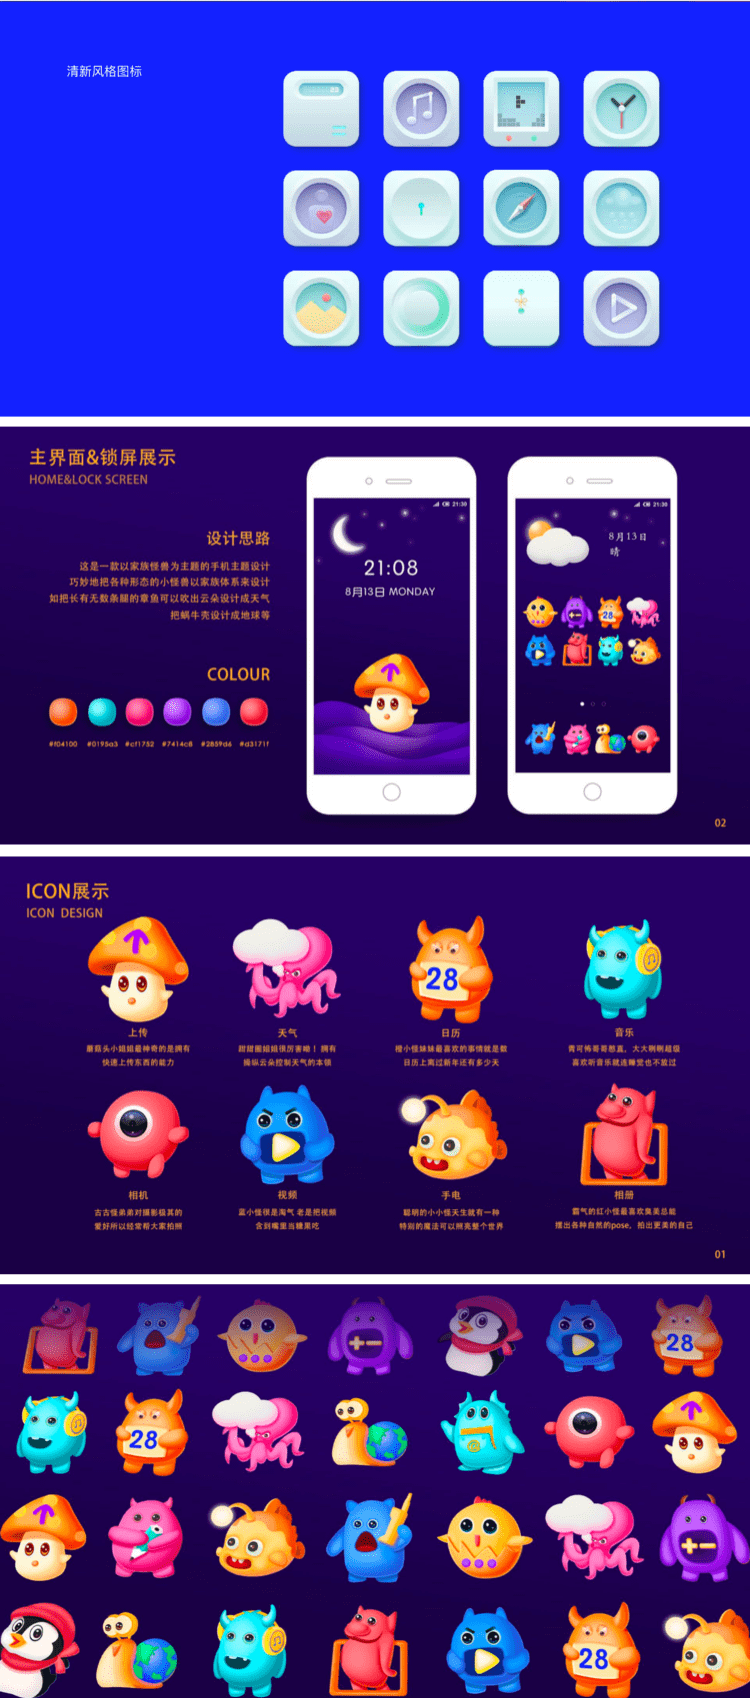 清新风格图标
主界面&锁屏展示
HOME&LOCK SCREEN
设计思路
这是一款以家族怪兽为主题的手机主题设计
巧妙地把各种形态的小怪兽以家族体系来设计
如把长有无数条腿的章鱼可以吹出云朵设计成天气
把蜗牛壳设计成地球等
COLOUR
#f04100 #0195a3 #cf1752 #7414c8 #2859d6 #d3171f
21:30
21:08
8月13日 MONDAY
21:30
8月13日
晴
28
02
ICON展示
ICON DESIGN
28
上传
天气
日历
音乐
蘑菇头小姐姐最神奇的是拥有
快速上传东西的能力
甜甜圈姐姐很厉害呦！拥有
操纵云朵控制天气的本领
橙小怪妹妹最喜欢的事情就是数
日历上离过新年还有多少天
青可怖哥哥憨直，大大咧咧超级
喜欢听音乐就连睡觉也不放过
相机
视频
手电
相册
古古怪弟弟对摄影极其的
爱好所以经常帮大家拍照
蓝小怪很是淘气 老是把视频
含到嘴里当糖果吃
聪明的小小怪天生就有一种
特别的魔法可以照亮整个世界
霸气的红小怪最喜欢臭美总能
摆出各种自然的pose，拍出更美的自己
01
28
28
28